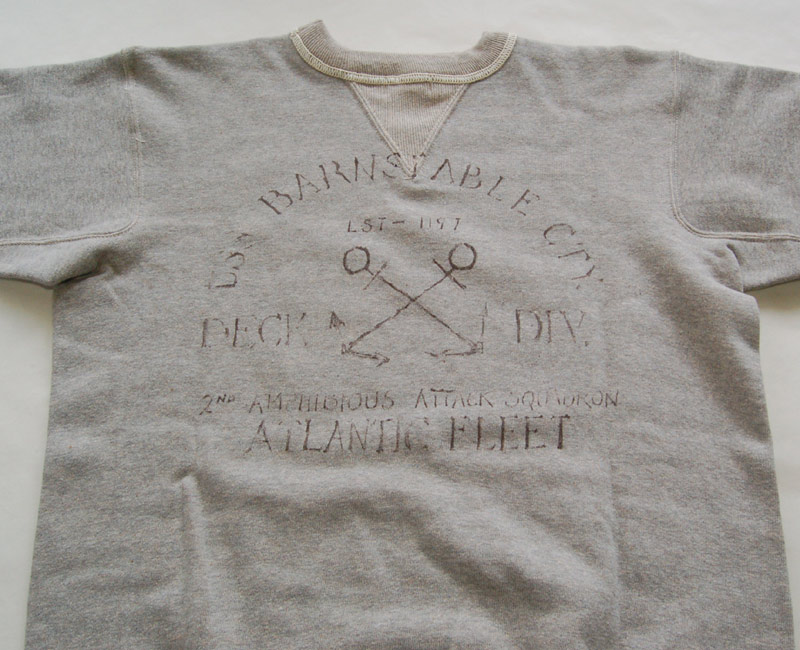 USS BARNSTABLE CTY.
LST-1197
DECK DIV.
2ND AMPHIBIOUS ATTACK SQUADRON
ATLANTIC FLEET